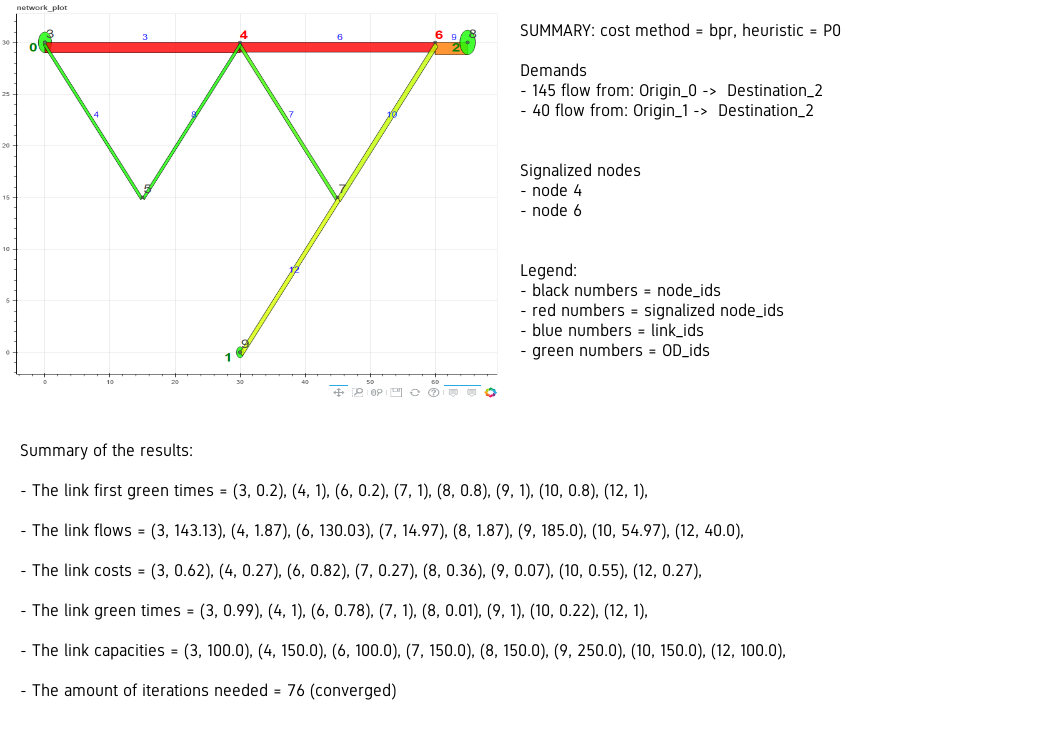 network_plot
SUMMARY: cost method = bpr, heuristic = P0
Demands
- 145 flow from: Origin_0 -> Destination_2
- 40 flow from: Origin_1 -> Destination_2
Signalized nodes
- node 4
- node 6
Legend:
- black numbers = node_ids
- red numbers = signalized node_ids
- blue numbers = link_ids
- green numbers = OD_ids
3
3
4
6
6
9
8
30
0
2
25
4
8
7
10
20
5
7
15
10
12
5
9
0
1
0
10
20
30
40
50
60
Summary of the results:
- The link first green times = (3, 0.2), (4, 1), (6, 0.2), (7, 1), (8, 0.8), (9, 1), (10, 0.8), (12, 1),
- The link flows = (3, 143.13), (4, 1.87), (6, 130.03), (7, 14.97), (8, 1.87), (9, 185.0), (10, 54.97), (12, 40.0),
- The link costs = (3, 0.62), (4, 0.27), (6, 0.82), (7, 0.27), (8, 0.36), (9, 0.07), (10, 0.55), (12, 0.27),
- The link green times = (3, 0.99), (4, 1), (6, 0.78), (7, 1), (8, 0.01), (9, 1), (10, 0.22), (12, 1),
- The link capacities = (3, 100.0), (4, 150.0), (6, 100.0), (7, 150.0), (8, 150.0), (9, 250.0), (10, 150.0), (12, 100.0),
- The amount of iterations needed = 76 (converged)